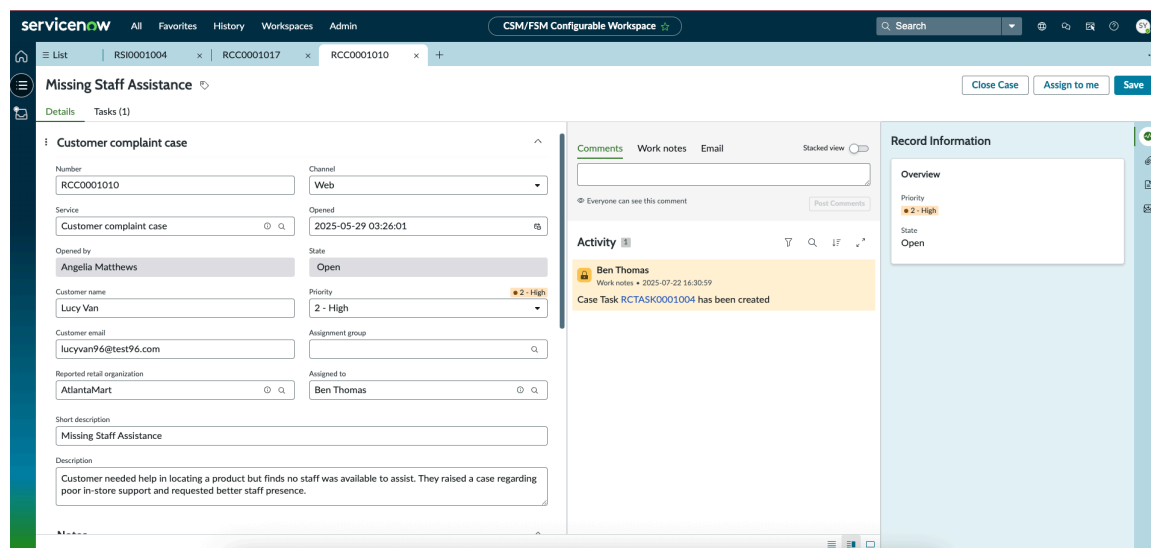 servicenow All Favorites History Workspaces Admin CSM/FSM Configurable Workspace Search SY
List RSI0001004 × RCC0001017 × RCC0001010 × +
Missing Staff Assistance Close Case Assign to me Save
Details Tasks (1)
Customer complaint case
Number
RCC0001010
Channel
Web
Service
Customer complaint case
Opened
2025-05-29 03:26:01
Opened by
Angelia Matthews
State
Open
Customer name
Lucy Van
Priority 2 - High
2 - High
Customer email
lucyvan96@test96.com
Assignment group
Reported retail organization
AtlantaMart
Assigned to
Ben Thomas
Short description
Missing Staff Assistance
Description
Customer needed help in locating a product but finds no staff was available to assist. They raised a case regarding
poor in-store support and requested better staff presence.
Comments Work notes Email Stacked view
Everyone can see this comment Post Comments
Activity 1
Ben Thomas
Work notes • 2025-07-22 16:30:59
Case Task RCTASK0001004 has been created
Record Information
Overview
Priority
2 - High
State
Open